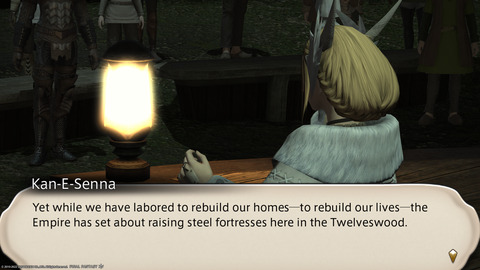 Kan-E-Senna
Yet while we have labored to rebuild our homes—to rebuild our lives—the
Empire has set about raising steel fortresses here in the Twelveswood.